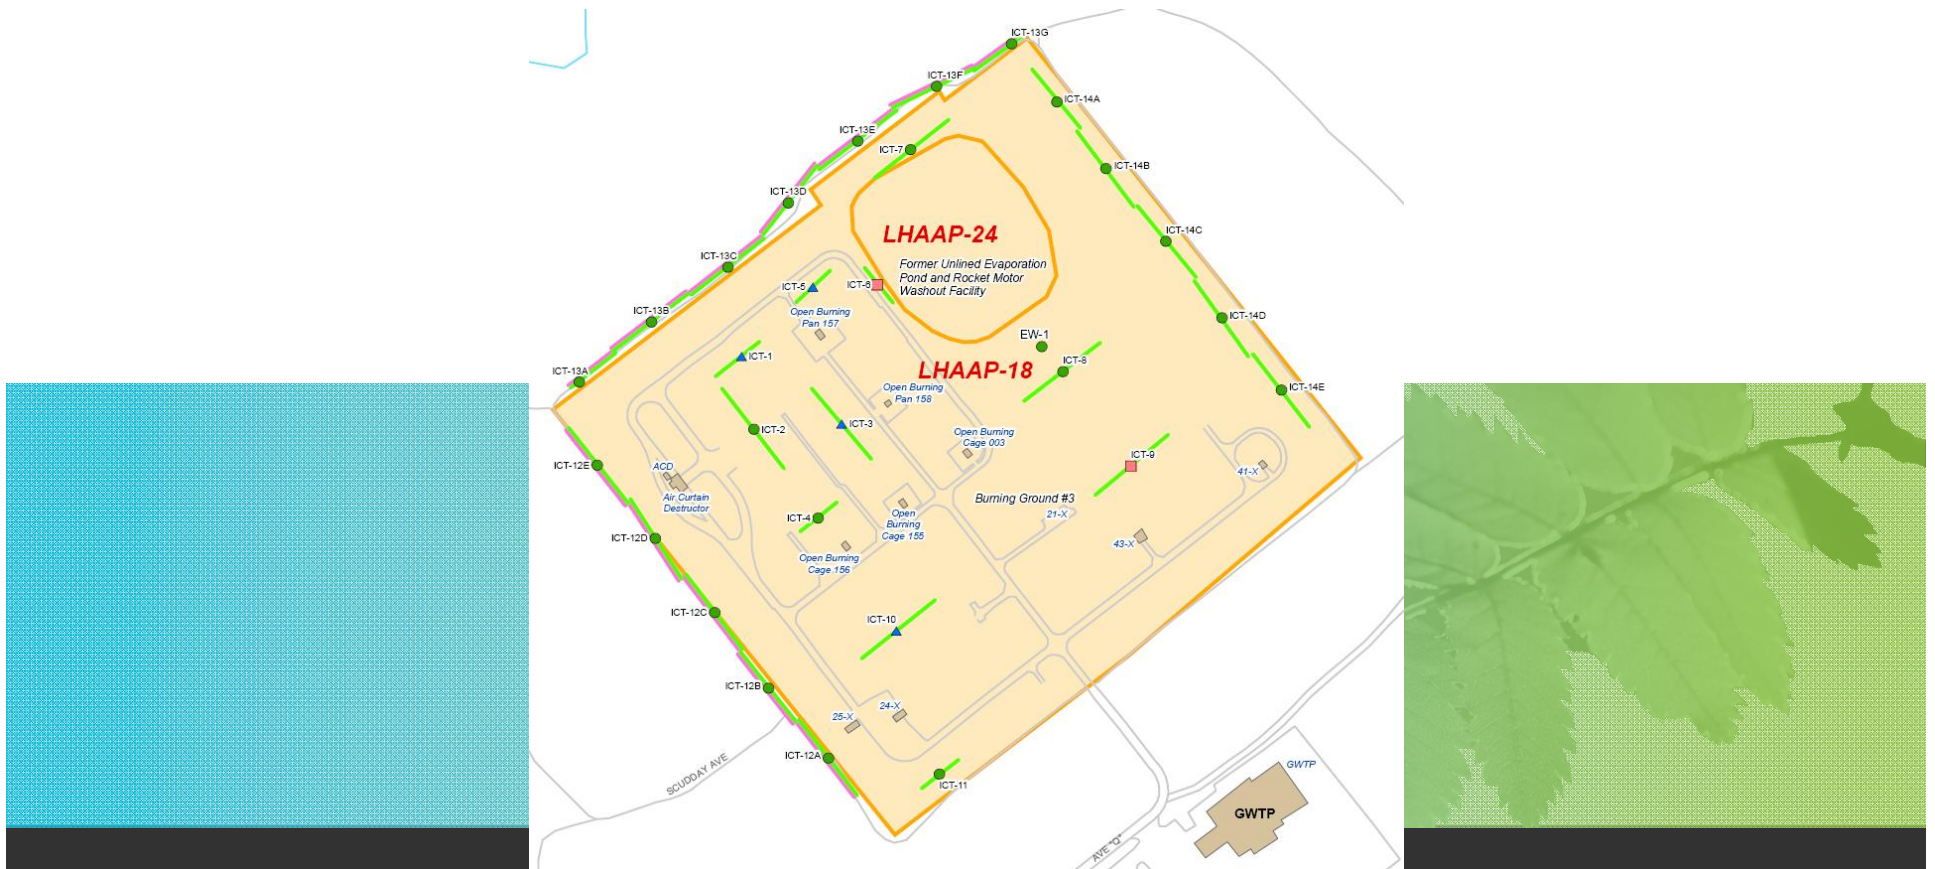 ICT-13G
ICT-13F
ICT-14A
ICT-13E
ICT-7
ICT-14B
ICT-13D
ICT-14C
LHAAP-24
ICT-13C
Former Unlined Evaporation
Pond and Rocket Motor
Washout Facility
ICT-5
ICT-6
ICT-13B
Open Burning
Pan 157
ICT-14D
EW-1
ICT-1
ICT-8
ICT-13A
LHAAP-18
ICT-14E
Open Burning
Pan 158
ICT-2
ICT-3
Open Burning
Cage 003
ICT-9
ICT-12E
ACD
41-X
Air Curtain
Destructor
Burning Ground #3
21-X
ICT-4
Open
Burning
Cage 155
ICT-12D
43-X
Open Burning
Cage 156
ICT-12C
ICT-10
ICT-12B
24-X
25-X
ICT-12A
SCUDDAY AVE
GWTP
ICT-11
GWTP
AVE "Q"